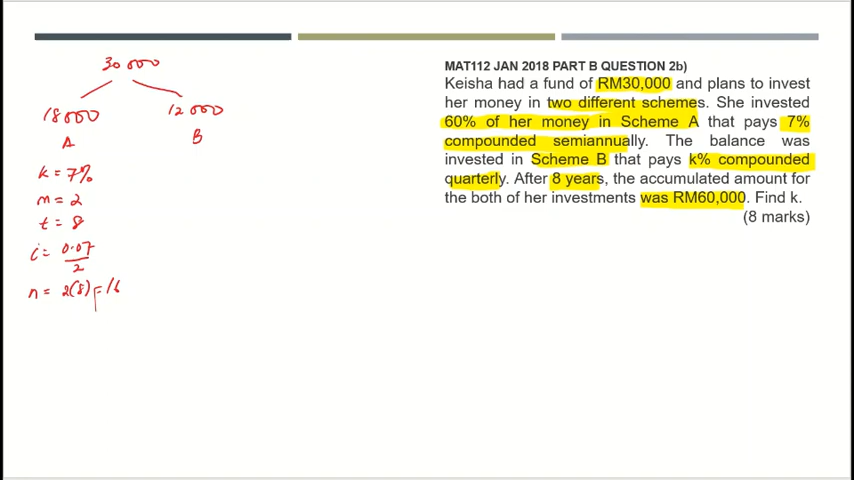 30 000
18000 12 000
A B
k = 7%
m = 2
t = 8
i = 0.07
2
n = 2(8) = 16
MAT112 JAN 2018 PART B QUESTION 2b)
Keisha had a fund of RM30,000 and plans to invest
her money in two different schemes. She invested
60% of her money in Scheme A that pays 7%
compounded semiannually. The balance was
invested in Scheme B that pays k% compounded
quarterly. After 8 years, the accumulated amount for
the both of her investments was RM60,000. Find k.
(8 marks)